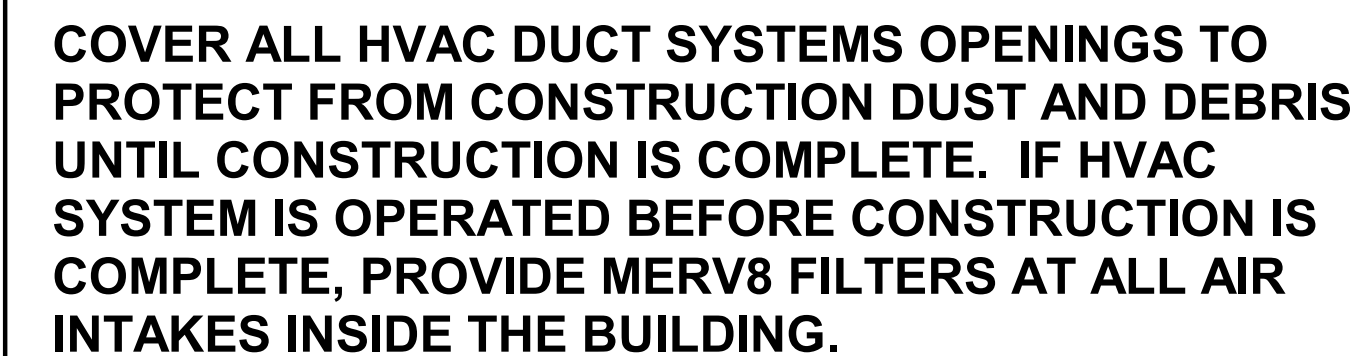 COVER ALL HVAC DUCT SYSTEMS OPENINGS TO
PROTECT FROM CONSTRUCTION DUST AND DEBRIS
UNTIL CONSTRUCTION IS COMPLETE.  IF HVAC
SYSTEM IS OPERATED BEFORE CONSTRUCTION IS
COMPLETE, PROVIDE MERV8 FILTERS AT ALL AIR
INTAKES INSIDE THE BUILDING.